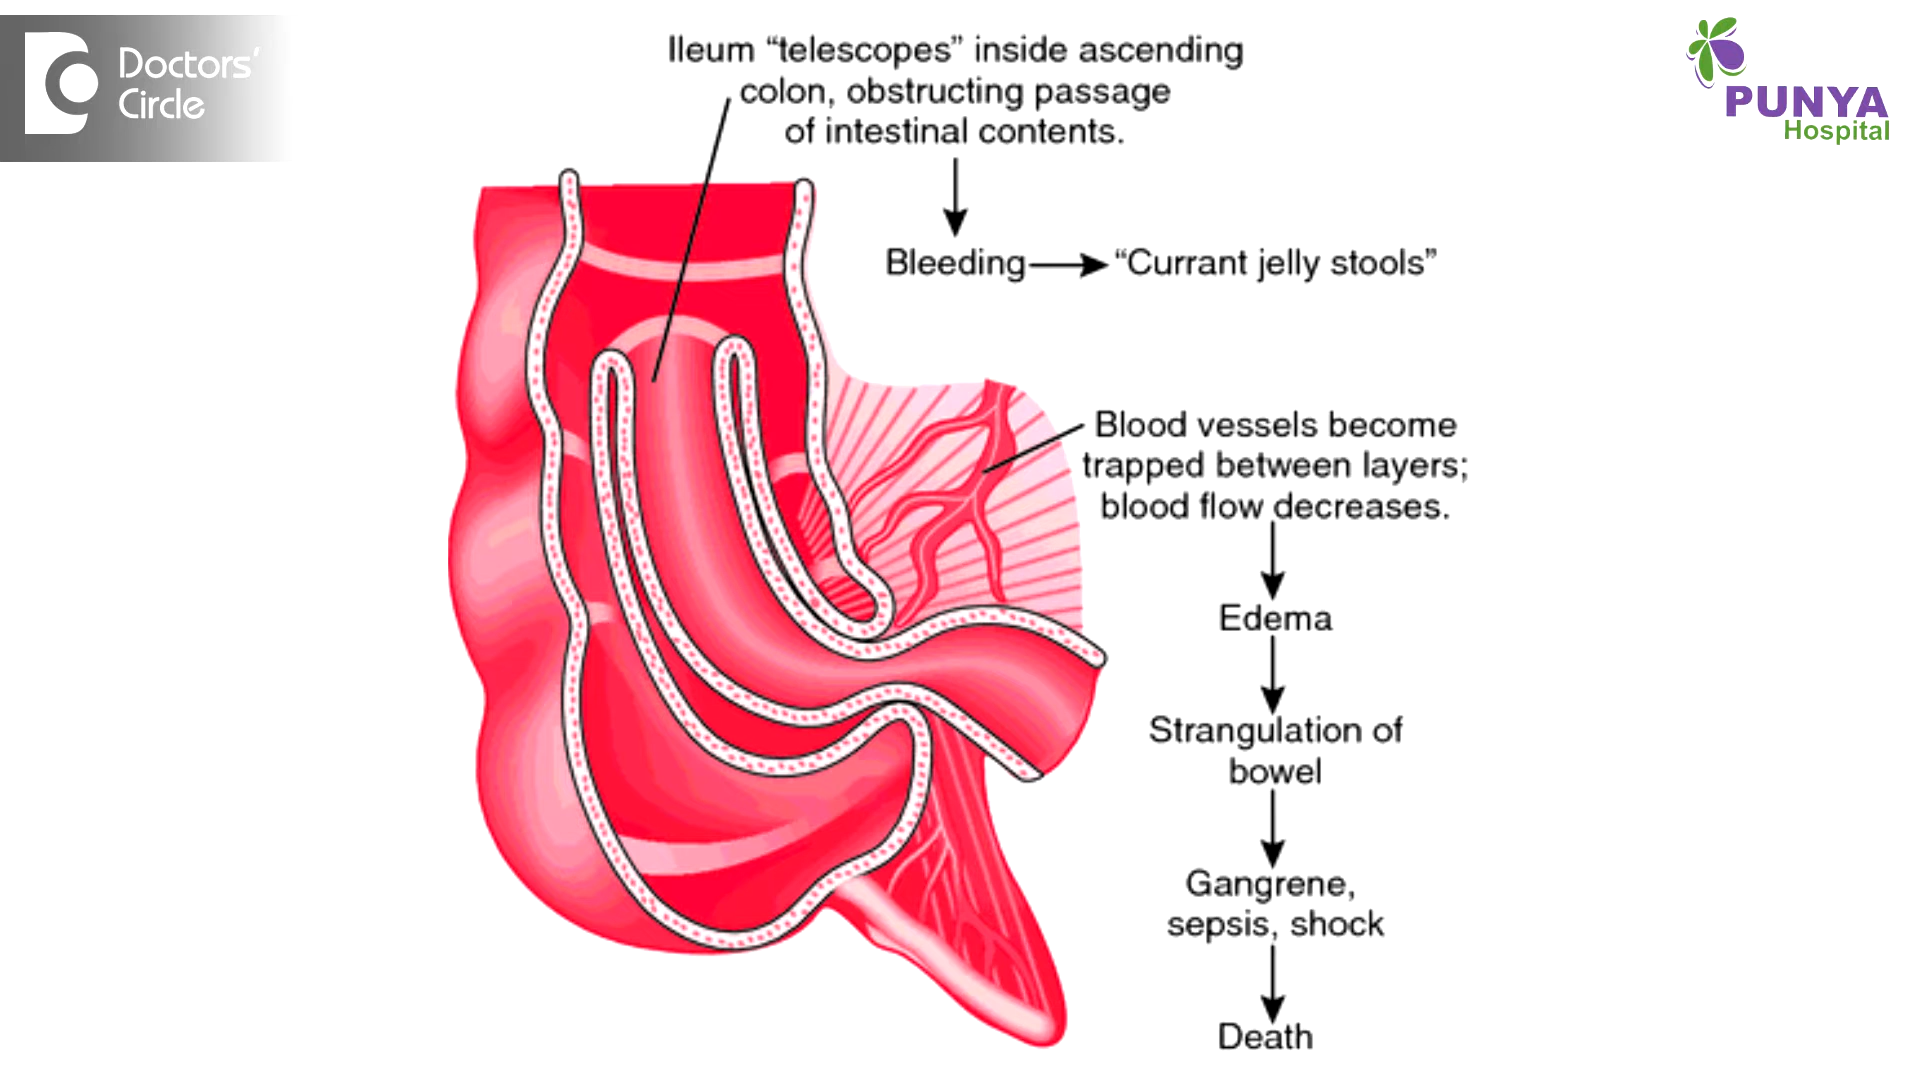 Doctors’
Circle
PUNYA
Hospital
Ileum “telescopes” inside ascending
colon, obstructing passage
of intestinal contents.
Bleeding
“Currant jelly stools”
Blood vessels become
trapped between layers;
blood flow decreases.
Edema
Strangulation of
bowel
Gangrene,
sepsis, shock
Death